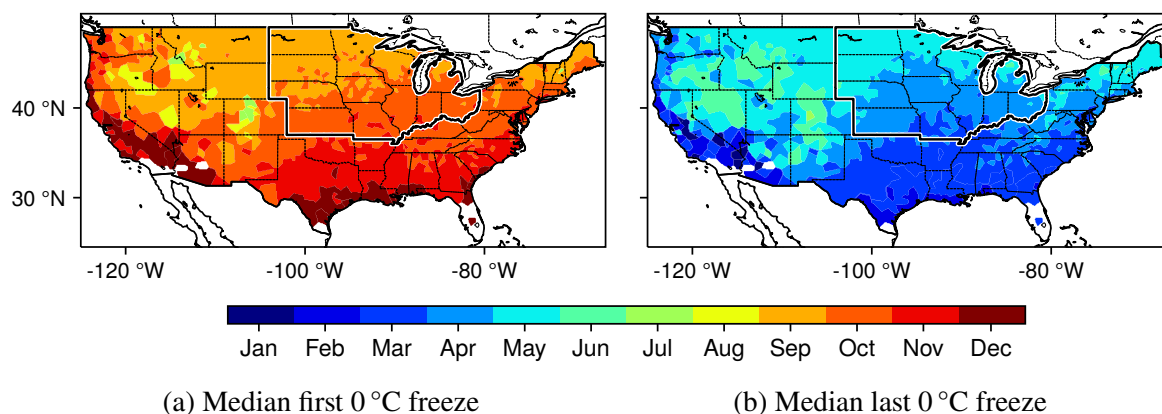 40 °N
30 °N
-120 °W -100 °W -80 °W
-120 °W -100 °W -80 °W
Jan Feb Mar Apr May Jun Jul Aug Sep Oct Nov Dec
(a) Median first 0 °C freeze
(b) Median last 0 °C freeze